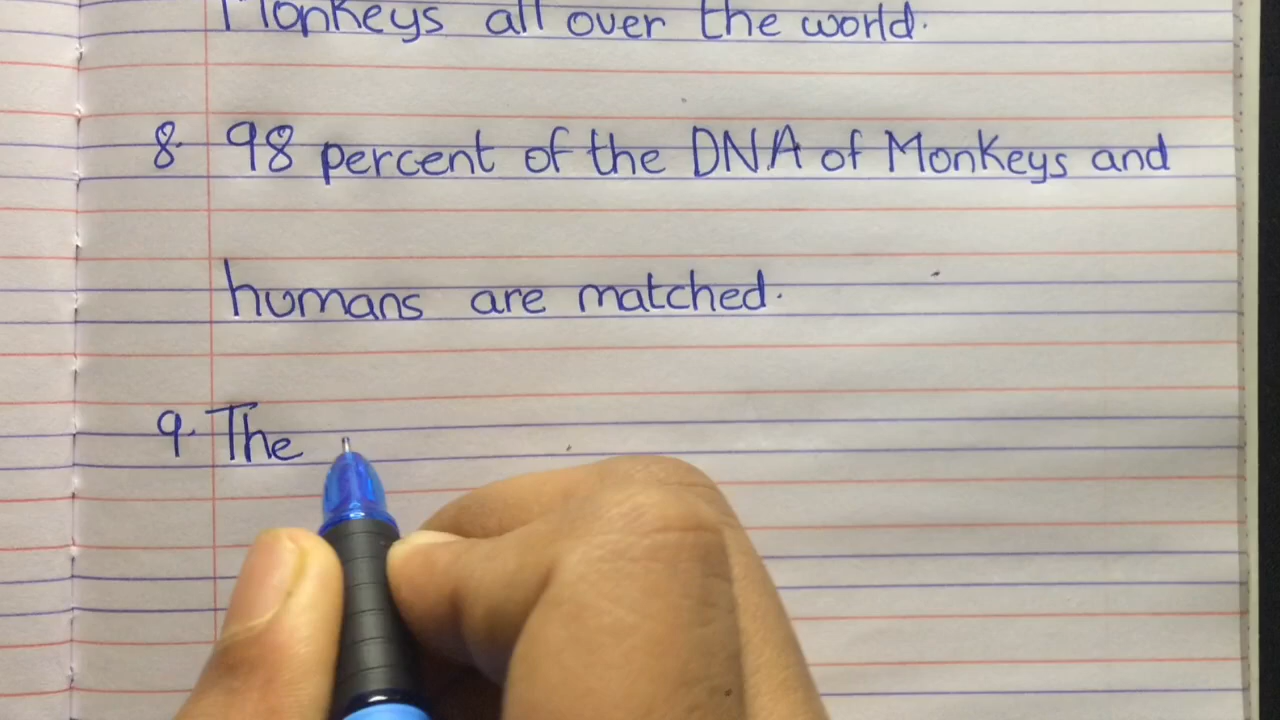 Monkeys all over the world.
8. 98 percent of the DNA of Monkeys and
humans are matched.
9. The